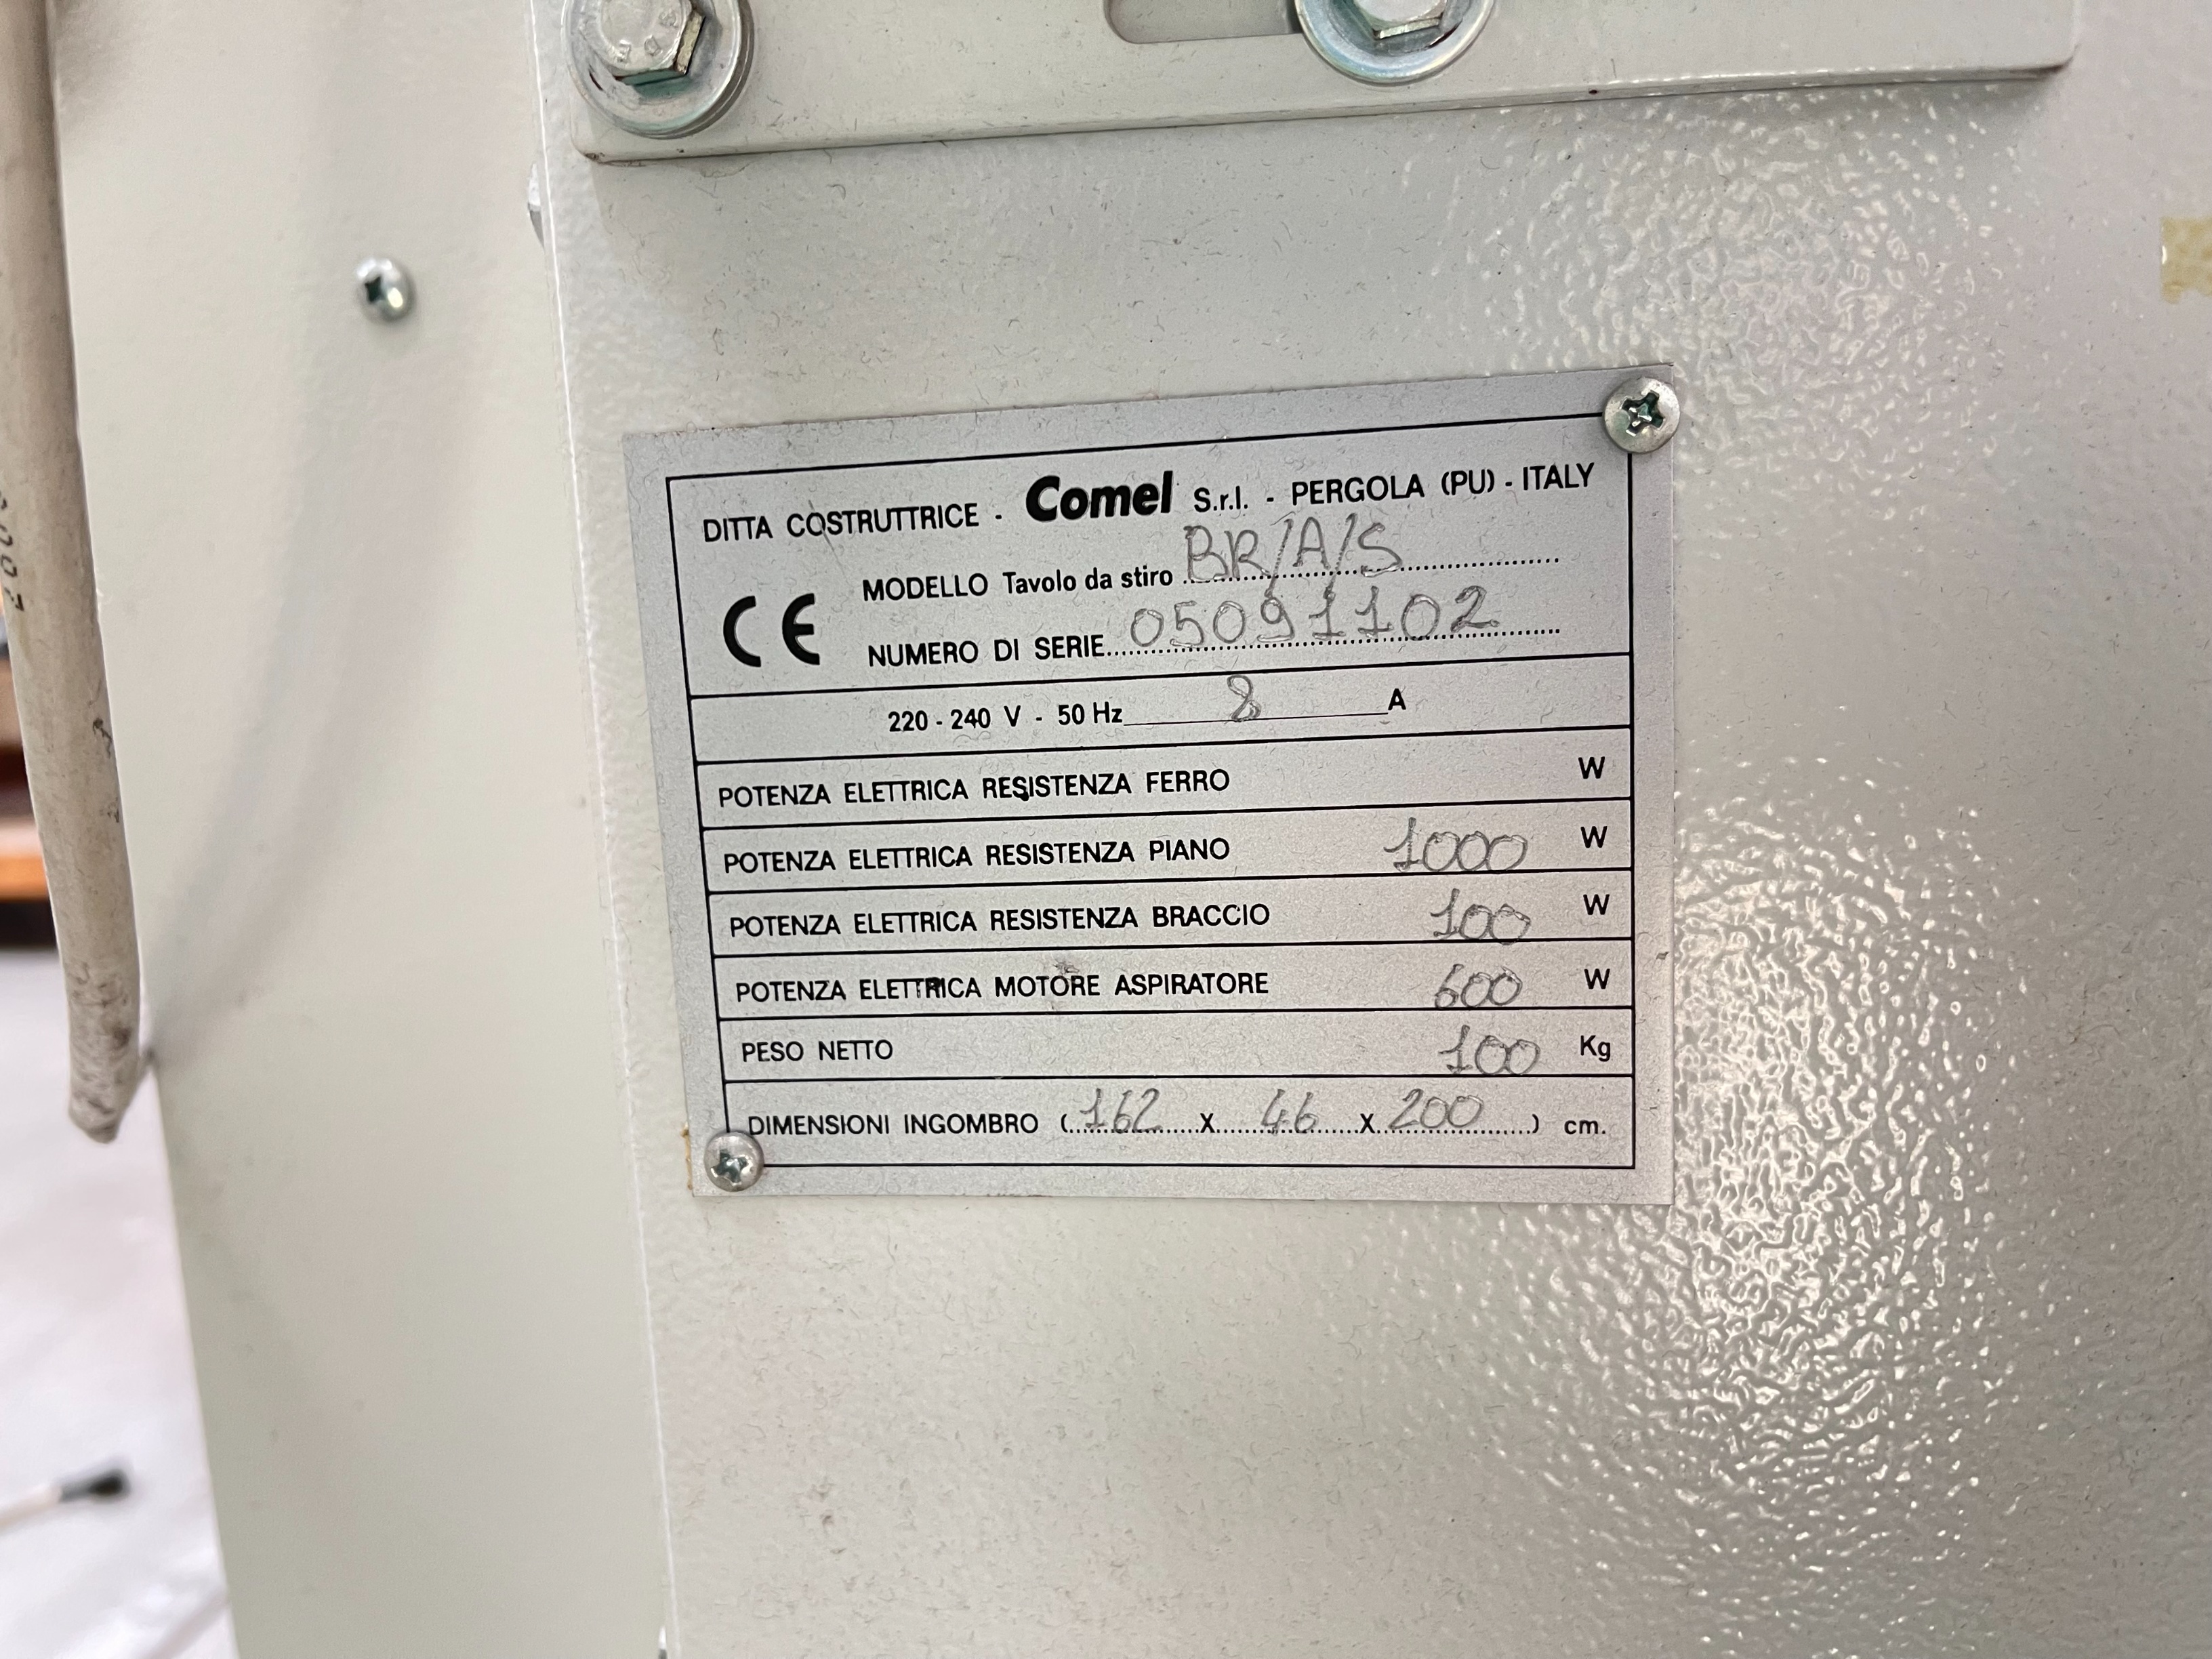 DITTA COSTRUTTRICE - Comel S.r.l. - PERGOLA (PU) - ITALY
CE
MODELLO Tavolo da stiro BR/A/S
NUMERO DI SERIE 05091102
220 - 240 V - 50 Hz 8 A
POTENZA ELETTRICA RESISTENZA FERRO W
POTENZA ELETTRICA RESISTENZA PIANO 1000 W
POTENZA ELETTRICA RESISTENZA BRACCIO 100 W
POTENZA ELETTRICA MOTORE ASPIRATORE 600 W
PESO NETTO 100 Kg
DIMENSIONI INGOMBRO (162 X 46 X 200) cm.